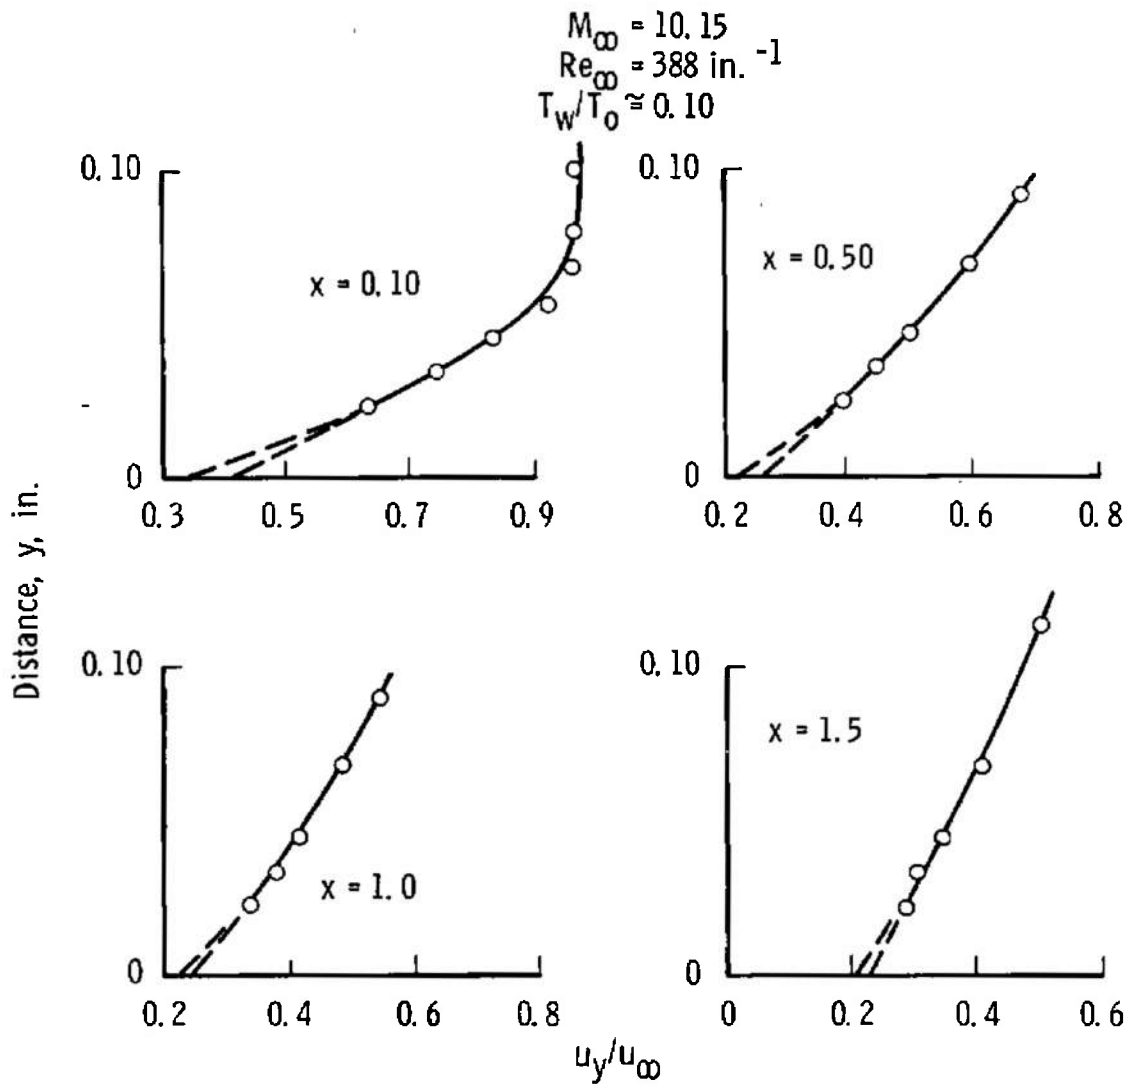 M∞ = 10.15
Re∞ = 388 in.⁻¹
T_w/T_o ≅ 0.10
0.10
x = 0.10
0
0.3 0.5 0.7 0.9
0.10
x = 0.50
0
0.2 0.4 0.6 0.8
Distance, y, in.
0.10
x = 1.0
0
0.2 0.4 0.6 0.8
0.10
x = 1.5
0
0 0.2 0.4 0.6
u_y/u∞